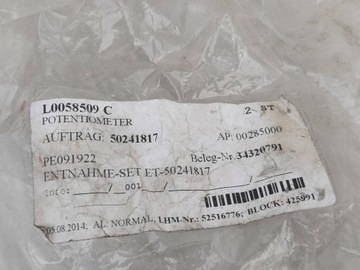 L0058509 C
POTENTIOMETER
2 ST
AUFTRAG: 50241817 AP: 00285000
PE091922 Beleg-Nr. 34320791
ENTNAHME-SET ET-50241817
Info: / 001 /
05.08.2014; AL: NORMAL, LHM-Nr.: 52516776; BLOCK: 425991